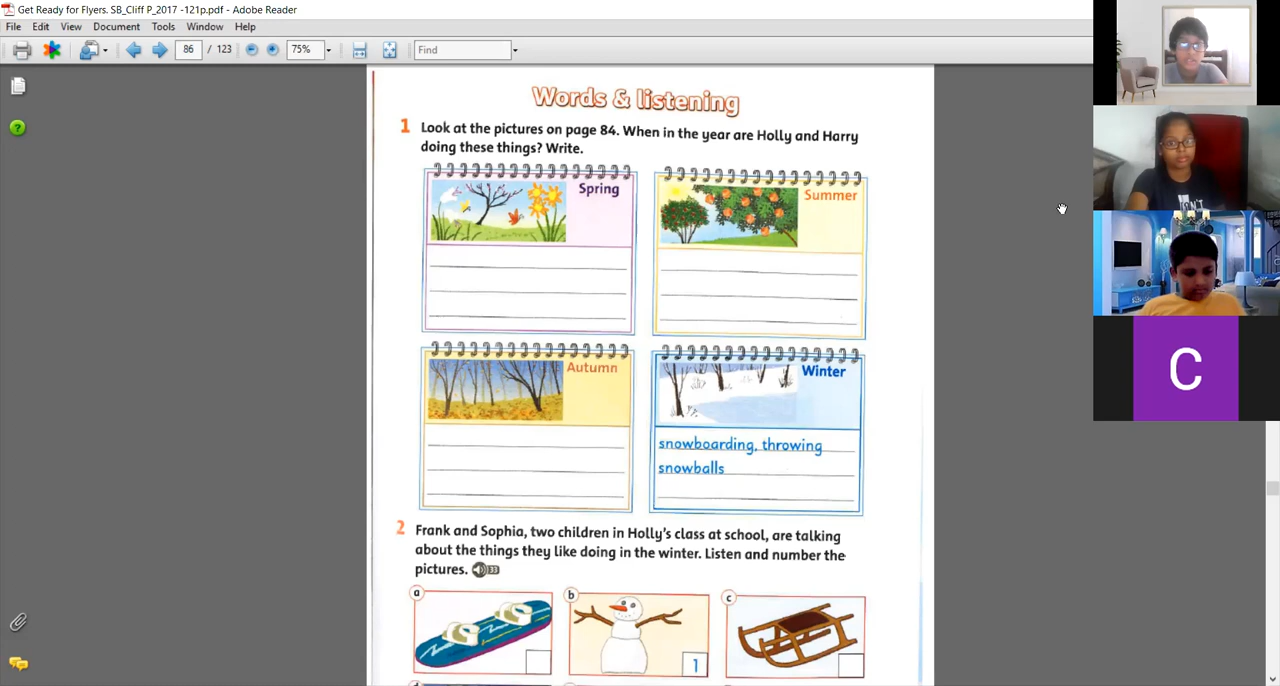 Get Ready for Flyers. SB_Cliff P_2017 -121p.pdf - Adobe Reader
File Edit View Document Tools Window Help
86 / 123 75% Find
Words & listening
1 Look at the pictures on page 84. When in the year are Holly and Harry
doing these things? Write.
Spring
Summer
Autumn
Winter
snowboarding, throwing
snowballs
2 Frank and Sophia, two children in Holly's class at school, are talking
about the things they like doing in the winter. Listen and number the
pictures. 33
a
b
c
1
C